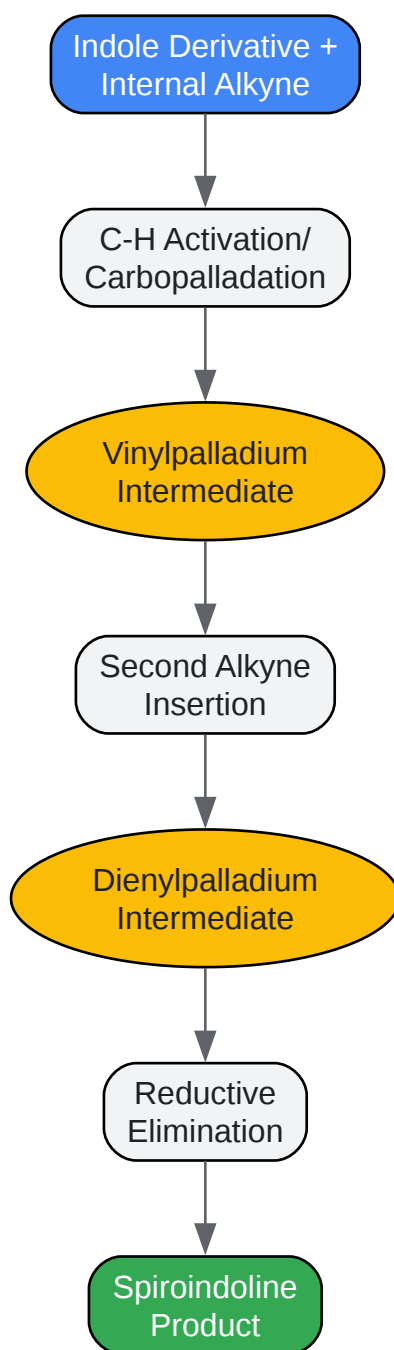 Indole Derivative +
Internal Alkyne
C-H Activation/
Carbopalladation
Vinylpalladium
Intermediate
Second Alkyne
Insertion
Dienylpalladium
Intermediate
Reductive
Elimination
Spiroindoline
Product